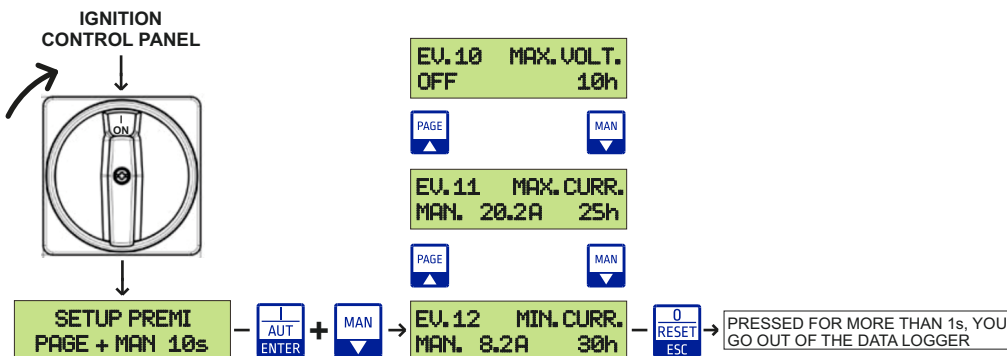 IGNITION
CONTROL PANEL
I
ON
EV.10 MAX.VOLT.
OFF 10h
PAGE
MAN
EV.11 MAX.CURR.
MAN. 20.2A 25h
PAGE
MAN
SETUP PREMI
PAGE + MAN 10s
–
I
AUT
ENTER
+
MAN
EV.12 MIN.CURR.
MAN. 8.2A 30h
–
0
RESET
ESC
PRESSED FOR MORE THAN 1s, YOU
GO OUT OF THE DATA LOGGER